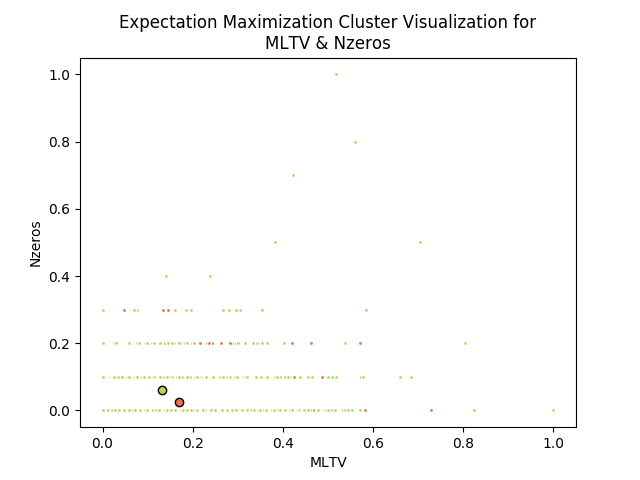 Expectation Maximization Cluster Visualization for
MLTV & Nzeros
1.0
0.8
0.6
0.4
0.2
0.0
Nzeros
0.0 0.2 0.4 0.6 0.8 1.0
MLTV